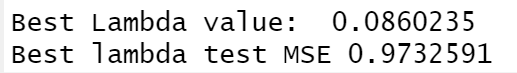 Best Lambda value:  0.0860235
Best lambda test MSE 0.9732591